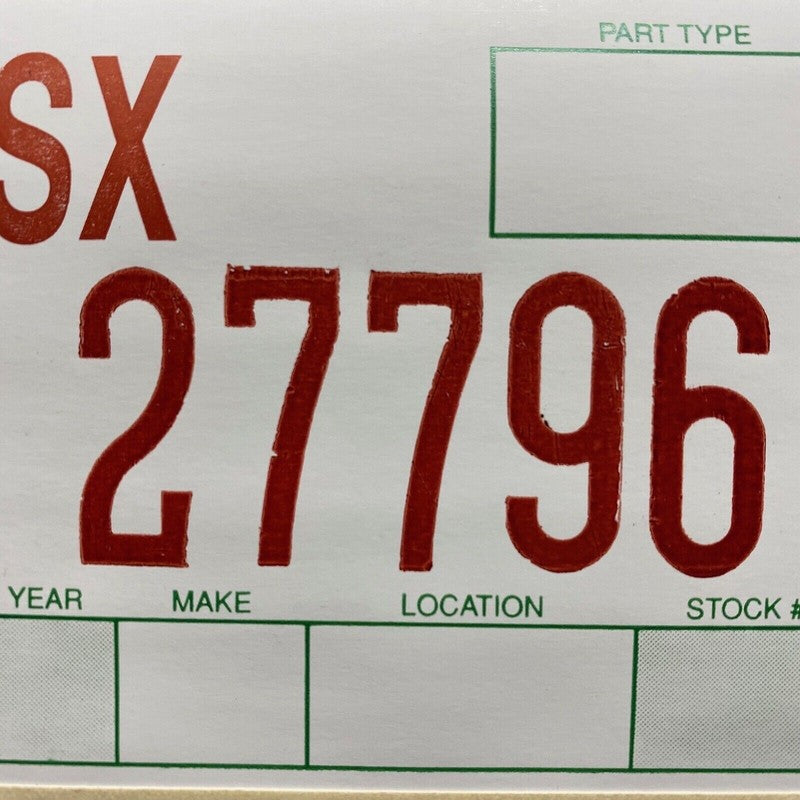 PART TYPE
SX
27796
YEAR MAKE LOCATION STOCK #